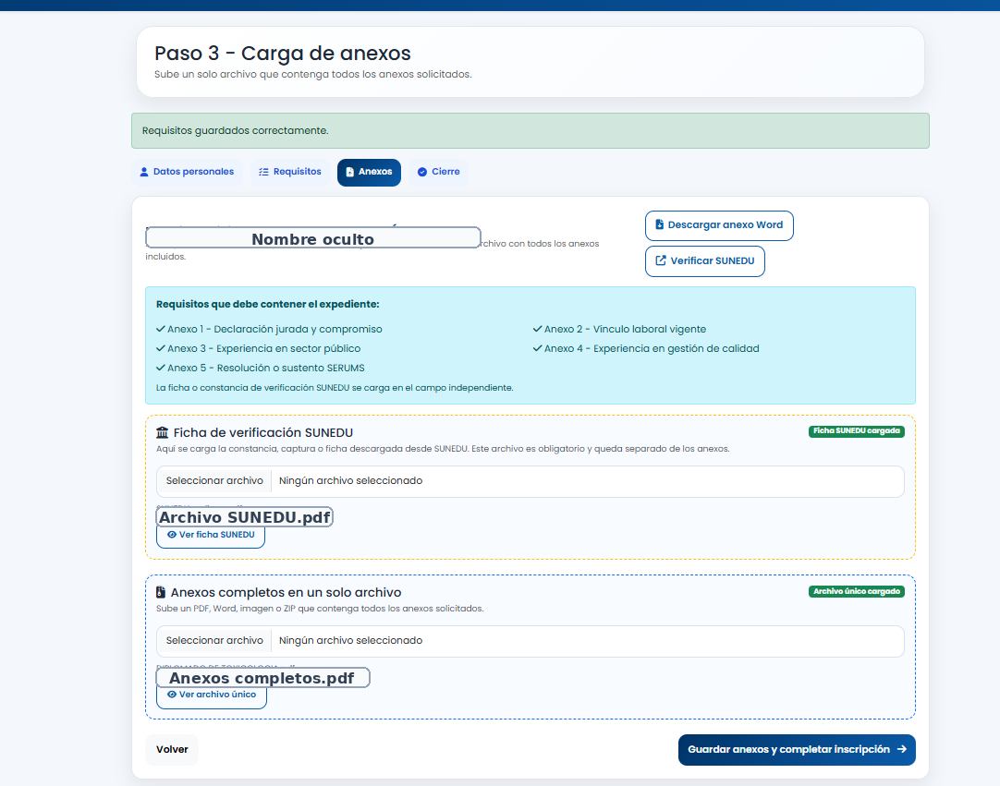 Paso 3 - Carga de anexos
Sube un solo archivo que contenga todos los anexos solicitados.
Requisitos guardados correctamente.
Datos personales
Requisitos
Anexos
Cierre
Nombre oculto
rchivo con todos los anexos
incluidos.
Descargar anexo Word
Verificar SUNEDU
Requisitos que debe contener el expediente:
Anexo 1 - Declaración jurada y compromiso
Anexo 2 - Vínculo laboral vigente
Anexo 3 - Experiencia en sector público
Anexo 4 - Experiencia en gestión de calidad
Anexo 5 - Resolución o sustento SERUMS
La ficha o constancia de verificación SUNEDU se carga en el campo independiente.
Ficha de verificación SUNEDU
Ficha SUNEDU cargada
Aquí se carga la constancia, captura o ficha descargada desde SUNEDU. Este archivo es obligatorio y queda separado de los anexos.
Seleccionar archivo Ningún archivo seleccionado
Archivo SUNEDU.pdf
Ver ficha SUNEDU
Anexos completos en un solo archivo
Archivo único cargado
Sube un PDF, Word, imagen o ZIP que contenga todos los anexos solicitados.
Seleccionar archivo Ningún archivo seleccionado
Anexos completos.pdf
Ver archivo único
Volver
Guardar anexos y completar inscripción